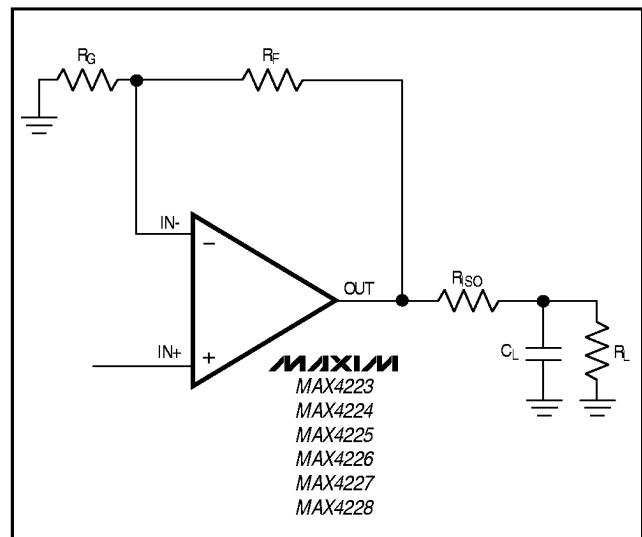 RG
RF
IN-
−
OUT
RISO
IN+
+
CL
RL
MAXIM
MAX4223
MAX4224
MAX4225
MAX4226
MAX4227
MAX4228